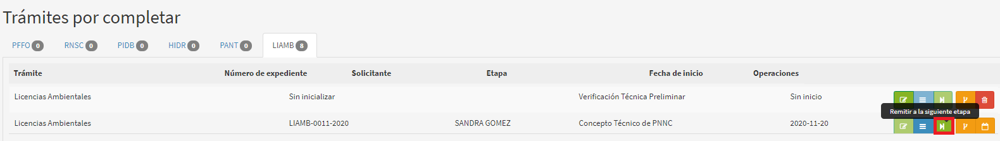 Trámites por completar
PFFO 0 RNSC 0 PIDB 0 HIDR 0 PANT 0 LIAMB 8
Trámite Número de expediente Solicitante Etapa Fecha de inicio Operaciones
Licencias Ambientales Sin inicializar Verificación Técnica Preliminar Sin inicio
Remitir a la siguiente etapa
Licencias Ambientales LIAMB-0011-2020 SANDRA GOMEZ Concepto Técnico de PNNC 2020-11-20